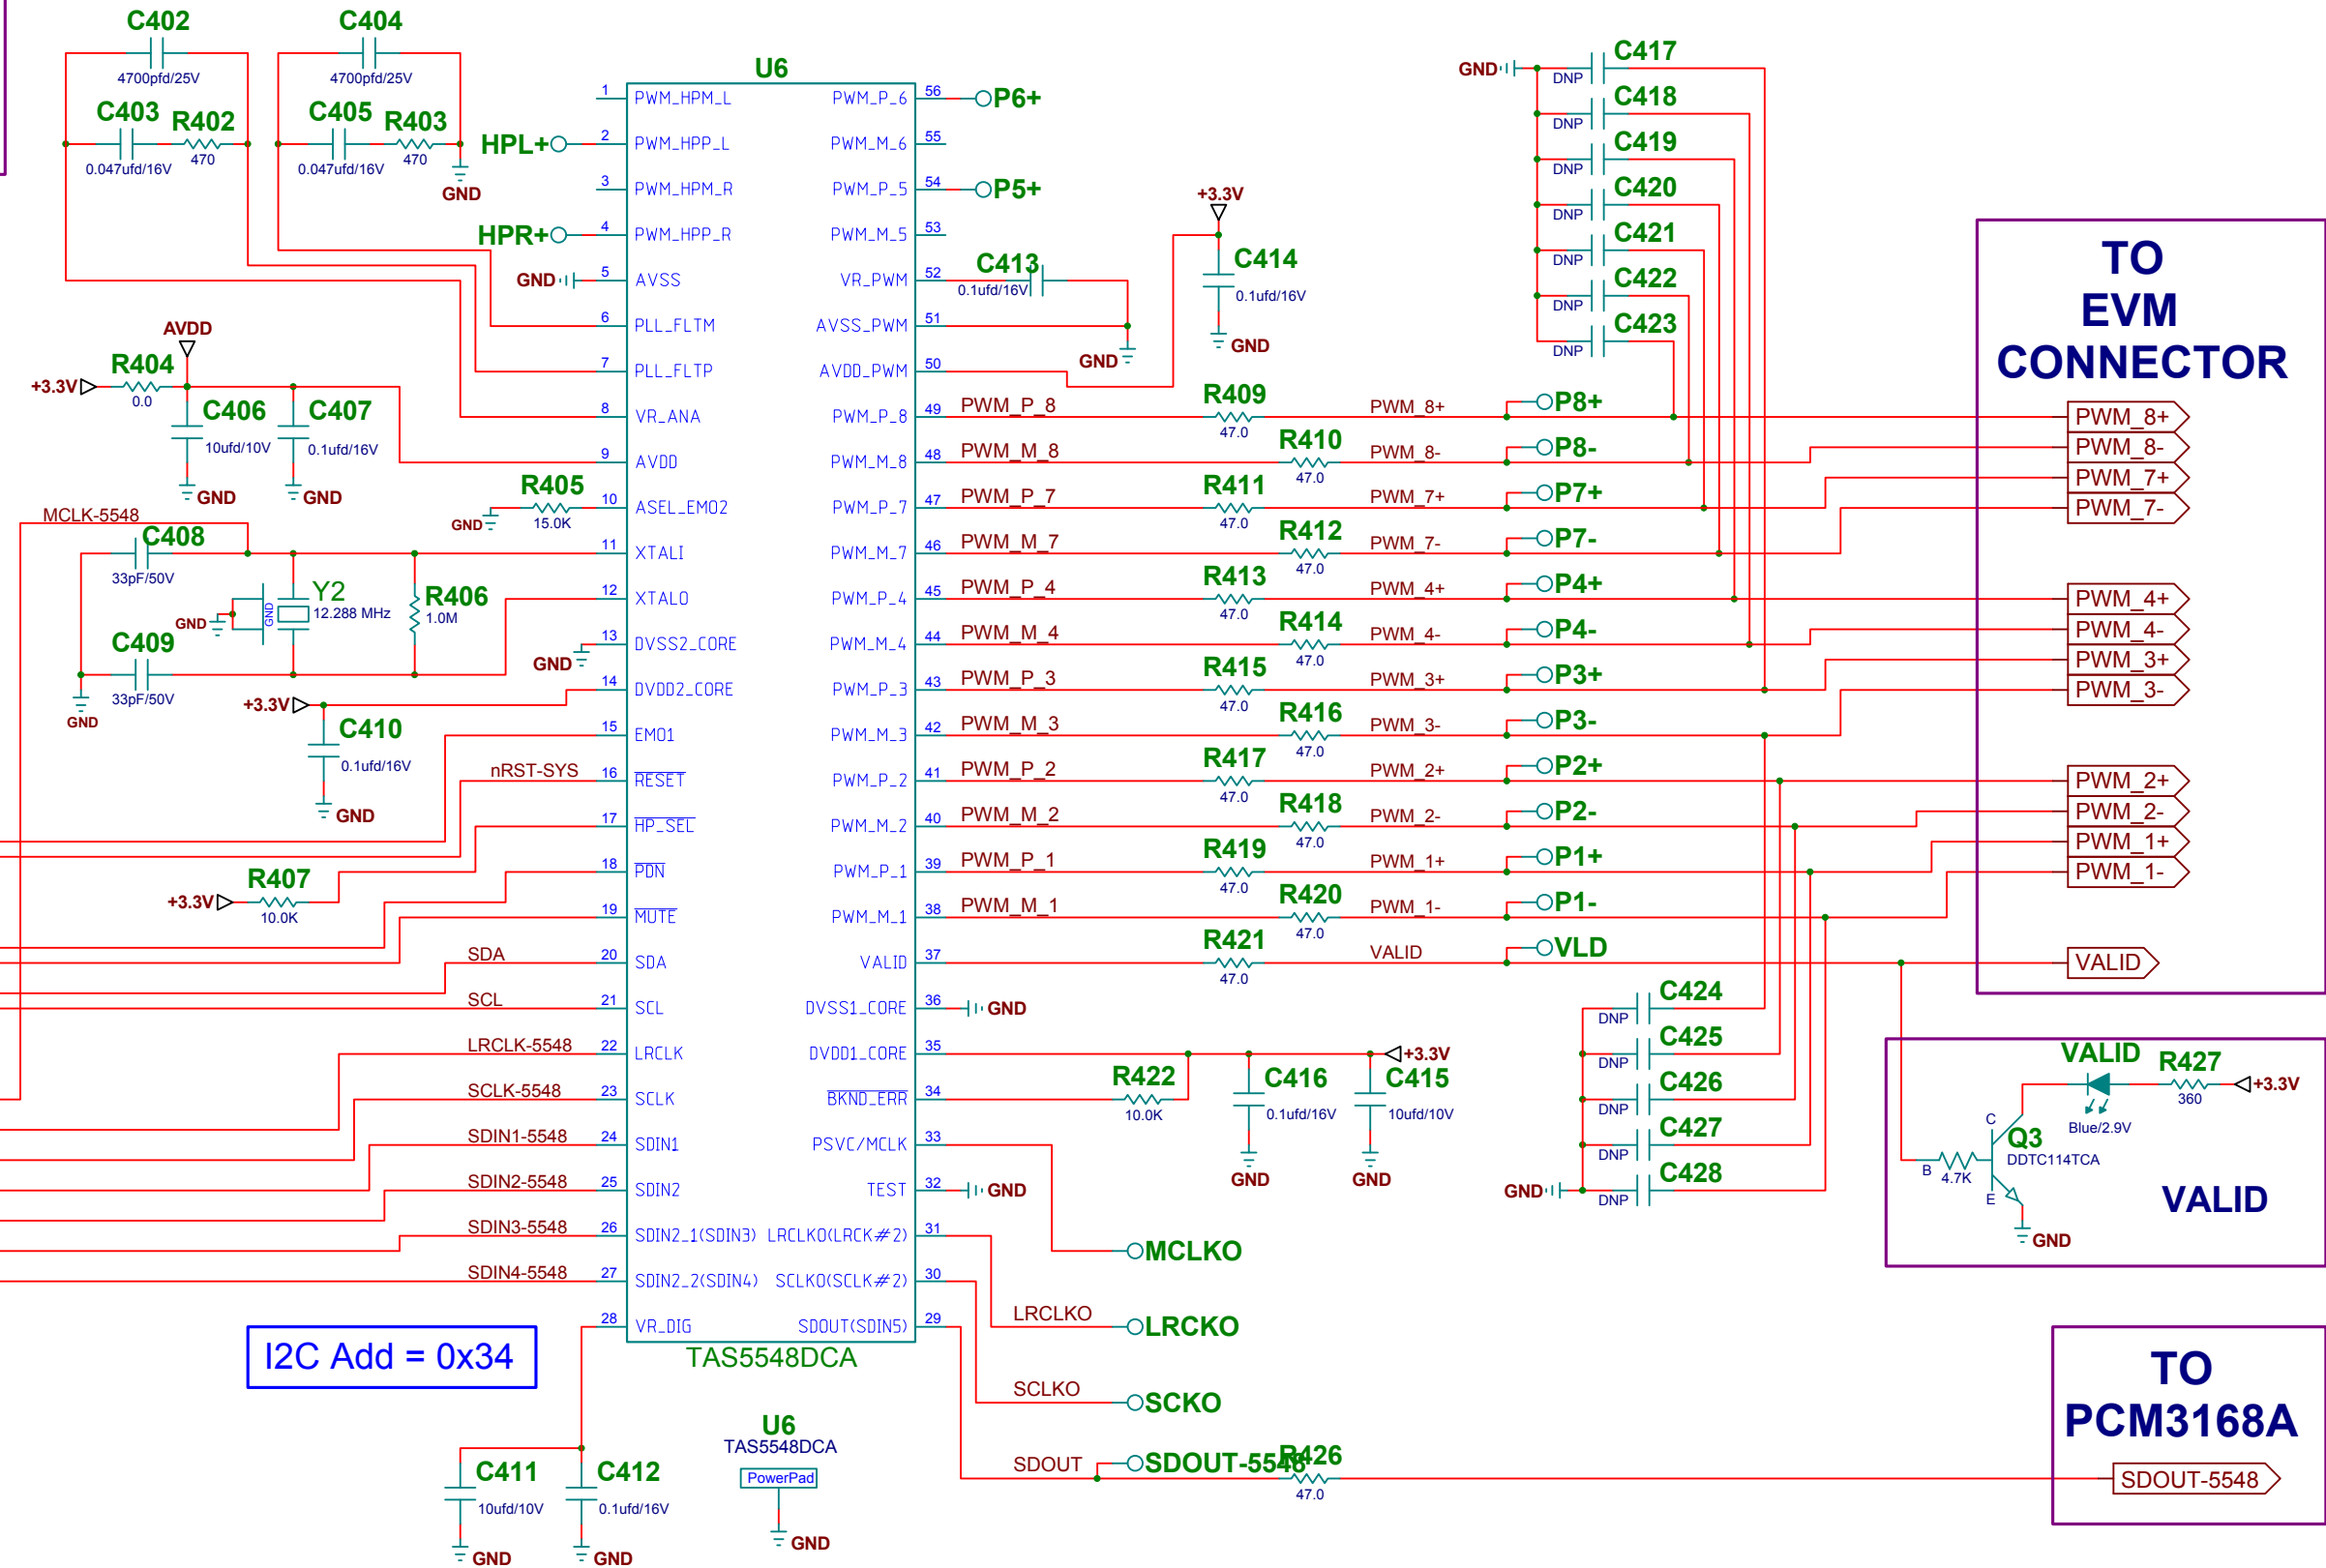 C402
4700pfd/25V
C403
0.047ufd/16V
R402
470
C404
4700pfd/25V
C405
0.047ufd/16V
R403
470
GND
HPL+
HPR+
GND
AVDD
+3.3V
R404
0.0
C406
10ufd/10V
GND
C407
0.1ufd/16V
GND
R405
15.0K
GND
MCLK-5548
C408
33pF/50V
Y2
12.288 MHz
GND
GND
R406
1.0M
C409
33pF/50V
GND
GND
+3.3V
C410
0.1ufd/16V
GND
nRST-SYS
+3.3V
R407
10.0K
SDA
SCL
LRCLK-5548
SCLK-5548
SDIN1-5548
SDIN2-5548
SDIN3-5548
SDIN4-5548
I2C Add = 0x34
C411
10ufd/10V
GND
C412
0.1ufd/16V
GND
U6
1 PWM_HPM_L
2 PWM_HPP_L
3 PWM_HPM_R
4 PWM_HPP_R
5 AVSS
6 PLL_FLTM
7 PLL_FLTP
8 VR_ANA
9 AVDD
10 ASEL_EMO2
11 XTALI
12 XTALO
13 DVSS2_CORE
14 DVDD2_CORE
15 EMO1
16 RESET
17 HP_SEL
18 PDN
19 MUTE
20 SDA
21 SCL
22 LRCLK
23 SCLK
24 SDIN1
25 SDIN2
26 SDIN2_1(SDIN3)
27 SDIN2_2(SDIN4)
28 VR_DIG
PWM_P_6 56
PWM_M_6 55
PWM_P_5 54
PWM_M_5 53
VR_PWM 52
AVSS_PWM 51
AVDD_PWM 50
PWM_P_8 49
PWM_M_8 48
PWM_P_7 47
PWM_M_7 46
PWM_P_4 45
PWM_M_4 44
PWM_P_3 43
PWM_M_3 42
PWM_P_2 41
PWM_M_2 40
PWM_P_1 39
PWM_M_1 38
VALID 37
DVSS1_CORE 36
DVDD1_CORE 35
BKND_ERR 34
PSVC/MCLK 33
TEST 32
LRCLKO(LRCK#2) 31
SCLKO(SCLK#2) 30
SDOUT(SDIN5) 29
TAS5548DCA
U6
TAS5548DCA
PowerPad
GND
P6+
P5+
C413
0.1ufd/16V
GND
+3.3V
C414
0.1ufd/16V
GND
PWM_P_8 R409 47.0 PWM_8+ P8+
PWM_M_8 R410 47.0 PWM_8- P8-
PWM_P_7 R411 47.0 PWM_7+ P7+
PWM_M_7 R412 47.0 PWM_7- P7-
PWM_P_4 R413 47.0 PWM_4+ P4+
PWM_M_4 R414 47.0 PWM_4- P4-
PWM_P_3 R415 47.0 PWM_3+ P3+
PWM_M_3 R416 47.0 PWM_3- P3-
PWM_P_2 R417 47.0 PWM_2+ P2+
PWM_M_2 R418 47.0 PWM_2- P2-
PWM_P_1 R419 47.0 PWM_1+ P1+
PWM_M_1 R420 47.0 PWM_1- P1-
R421 47.0 VALID VLD
GND
+3.3V
R422
10.0K
C416
0.1ufd/16V
GND
C415
10ufd/10V
GND
GND
MCLKO
LRCLKO
LRCKO
SCLKO
SCKO
SDOUT
SDOUT-5548
R426
47.0
GND
C417
DNP
C418
DNP
C419
DNP
C420
DNP
C421
DNP
C422
DNP
C423
DNP
C424
DNP
C425
DNP
C426
DNP
C427
DNP
C428
DNP
GND
TO
EVM
CONNECTOR
PWM_8+
PWM_8-
PWM_7+
PWM_7-
PWM_4+
PWM_4-
PWM_3+
PWM_3-
PWM_2+
PWM_2-
PWM_1+
PWM_1-
VALID
VALID
R427
360
+3.3V
Blue/2.9V
C
Q3
DDTC114TCA
B
4.7K
E
GND
VALID
TO
PCM3168A
SDOUT-5548